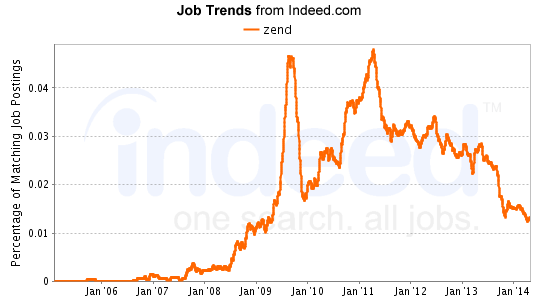 Job Trends from Indeed.com
zend
Percentage of Matching Job Postings
0.04
0.03
0.02
0.01
0
indeed™
one search. all jobs.
Jan'06 Jan'07 Jan'08 Jan'09 Jan'10 Jan'11 Jan'12 Jan'13 Jan'14